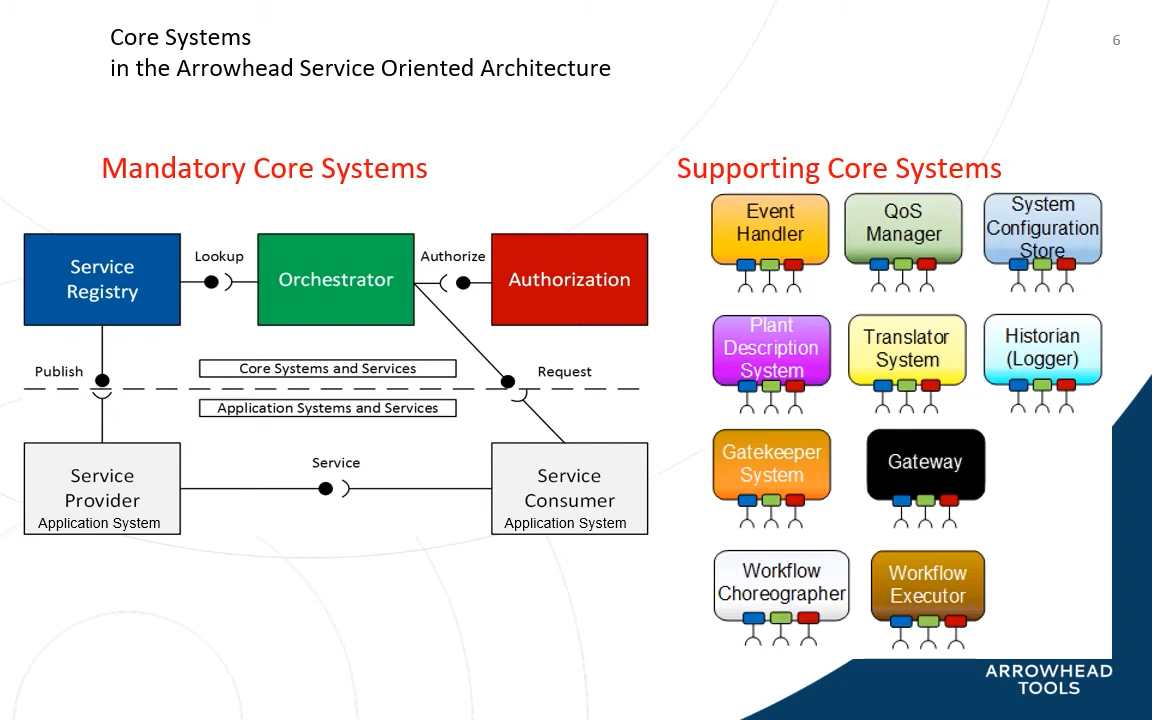 Core Systems
in the Arrowhead Service Oriented Architecture
6
Mandatory Core Systems
Service
Registry
Lookup
Orchestrator
Authorize
Authorization
Publish
Core Systems and Services
Request
Application Systems and Services
Service
Provider
Application System
Service
Service
Consumer
Application System
Supporting Core Systems
Event
Handler
QoS
Manager
System
Configuration
Store
Plant
Description
System
Translator
System
Historian
(Logger)
Gatekeeper
System
Gateway
Workflow
Choreographer
Workflow
Executor
ARROWHEAD
TOOLS